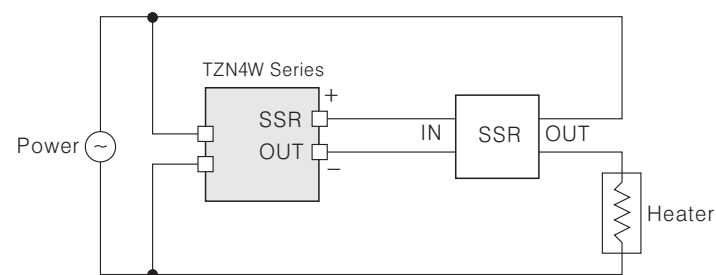 TZN4W Series
+
SSR
OUT
−
Power ~
IN
SSR
OUT
Heater